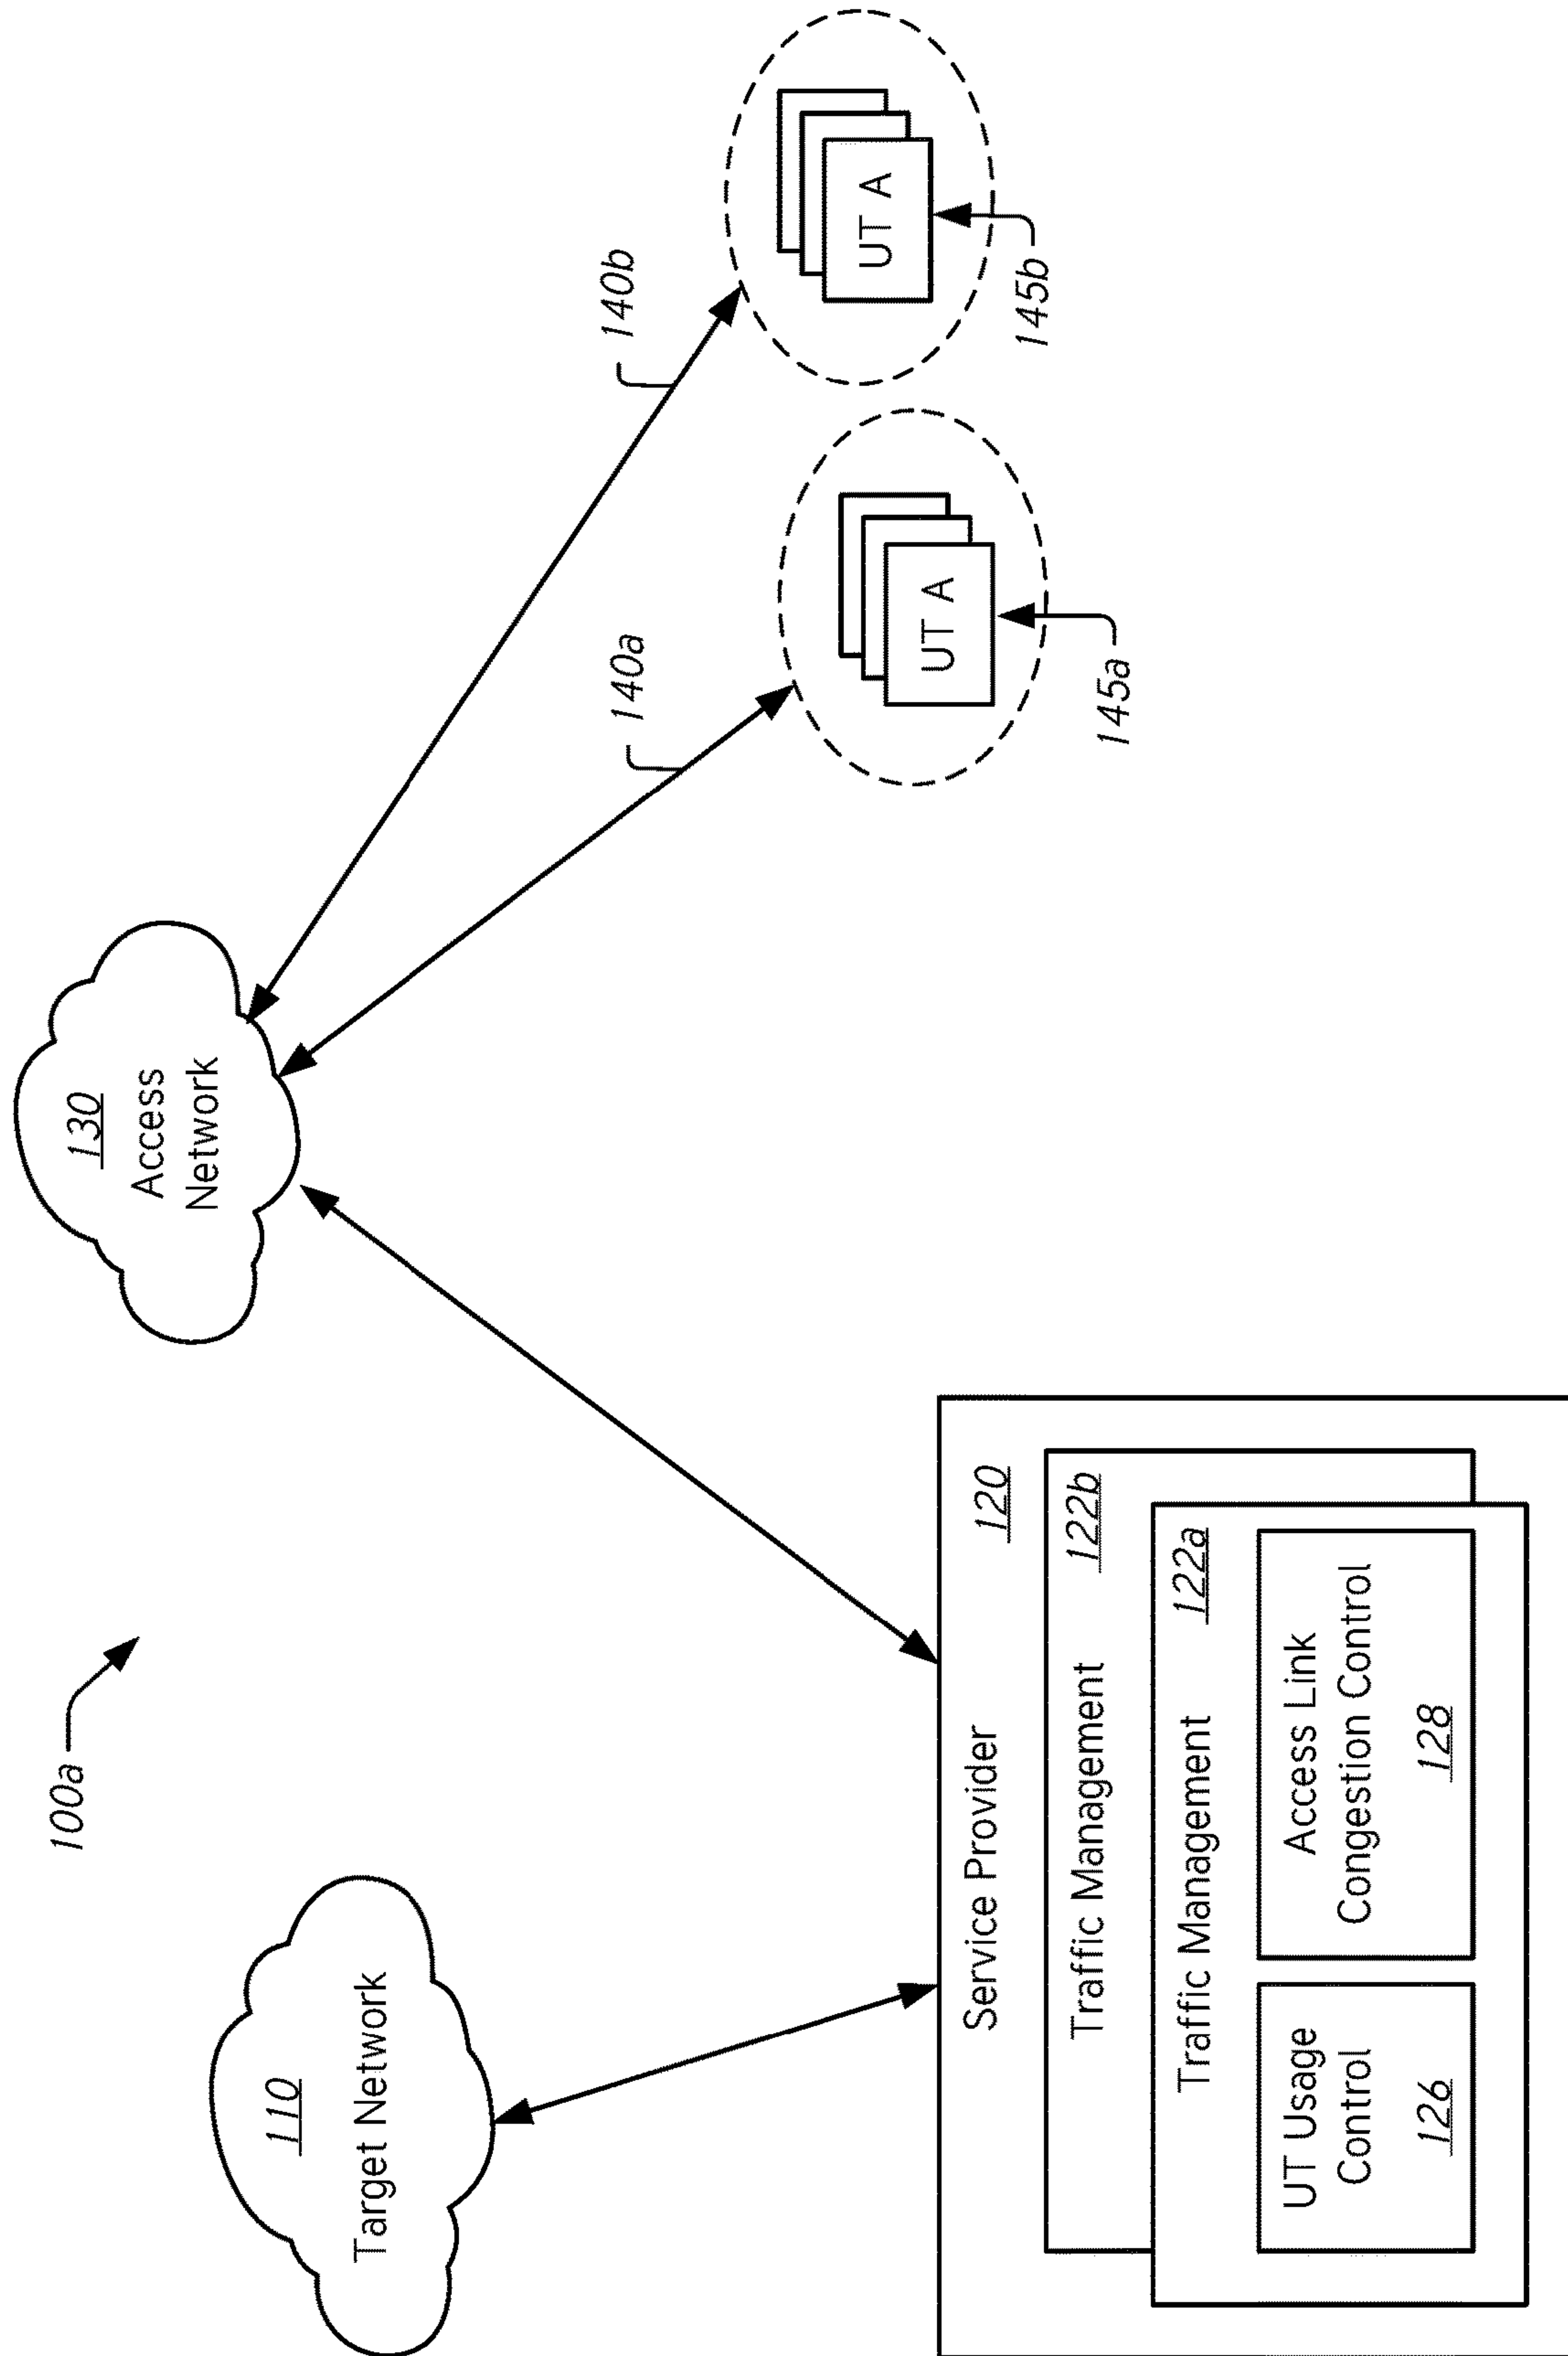 100a
110
Target Network
130
Access
Network
140a
140b
UT A
145a
UT A
145b
Service Provider
120
Traffic Management
122b
Traffic Management
122a
UT Usage
Control
126
Access Link
Congestion Control
128